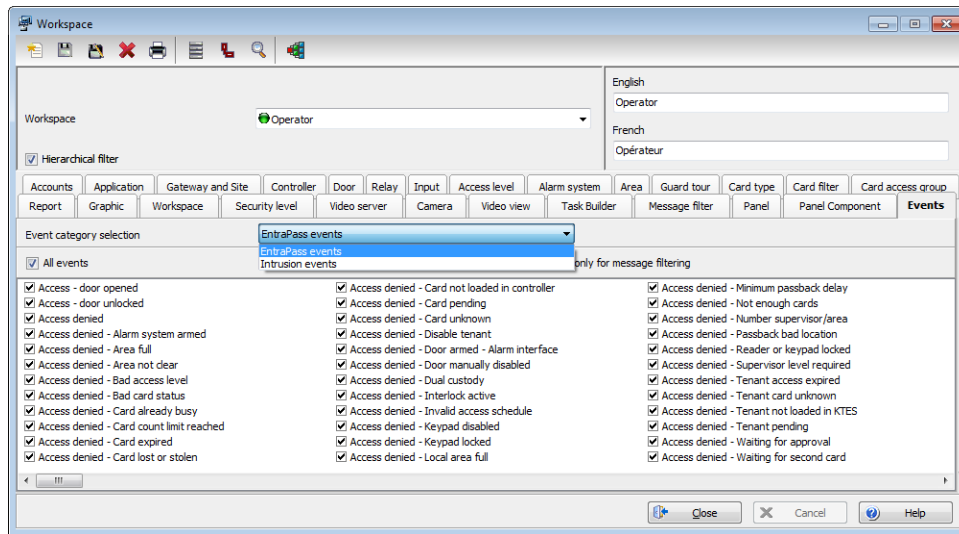 Workspace
English
Operator
Workspace
Operator
French
Opérateur
Hierarchical filter
Accounts Application Gateway and Site Controller Door Relay Input Access level Alarm system Area Guard tour Card type Card filter Card access group
Report Graphic Workspace Security level Video server Camera Video view Task Builder Message filter Panel Panel Component Events
Event category selection EntraPass events
EntraPass events
All events Intrusion events only for message filtering
Access - door opened Access denied - Card not loaded in controller Access denied - Minimum passback delay
Access - door unlocked Access denied - Card pending Access denied - Not enough cards
Access denied Access denied - Card unknown Access denied - Number supervisor/area
Access denied - Alarm system armed Access denied - Disable tenant Access denied - Passback bad location
Access denied - Area full Access denied - Door armed - Alarm interface Access denied - Reader or keypad locked
Access denied - Area not clear Access denied - Door manually disabled Access denied - Supervisor level required
Access denied - Bad access level Access denied - Dual custody Access denied - Tenant access expired
Access denied - Bad card status Access denied - Interlock active Access denied - Tenant card unknown
Access denied - Card already busy Access denied - Invalid access schedule Access denied - Tenant not loaded in KTES
Access denied - Card count limit reached Access denied - Keypad disabled Access denied - Tenant pending
Access denied - Card expired Access denied - Keypad locked Access denied - Waiting for approval
Access denied - Card lost or stolen Access denied - Local area full Access denied - Waiting for second card
Close Cancel Help